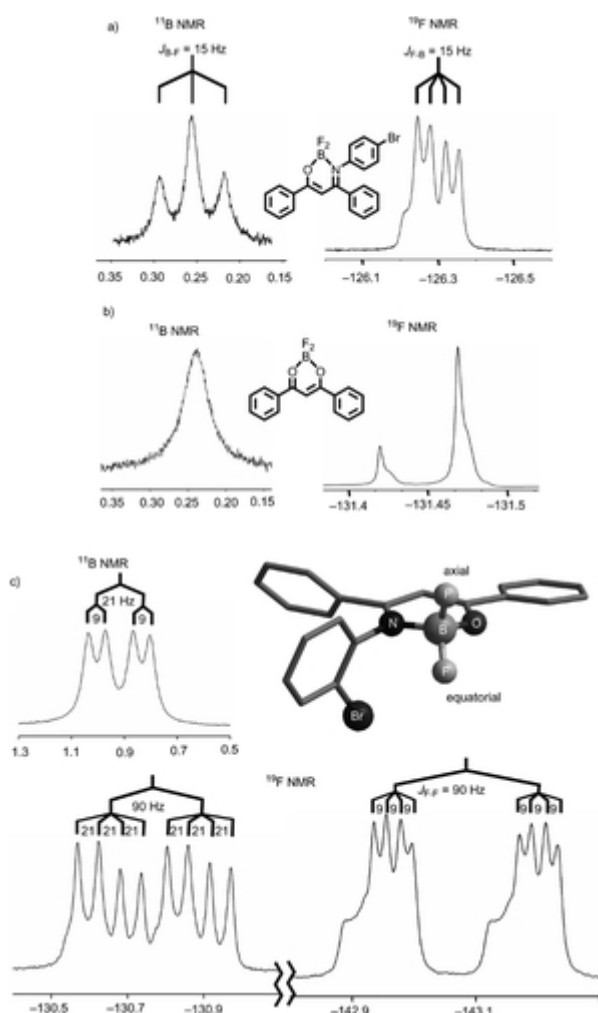 a)
¹¹B NMR
J_B-F = 15 Hz
¹⁹F NMR
J_F-B = 15 Hz
F₂
B
O
N
Br
0.35 0.30 0.25 0.20 0.15
−126.1 −126.3 −126.5
b)
¹¹B NMR
¹⁹F NMR
F₂
B
O O
0.35 0.30 0.25 0.20 0.15
−131.4 −131.45 −131.5
c)
¹¹B NMR
21 Hz
9 9
1.3 1.1 0.9 0.7 0.5
axial
F
N B O
F
equatorial
Br
¹⁹F NMR
90 Hz
21 21 21 21 21 21
J_F-F = 90 Hz
9 9 9 9 9 9
−130.5 −130.7 −130.9
−142.9 −143.1